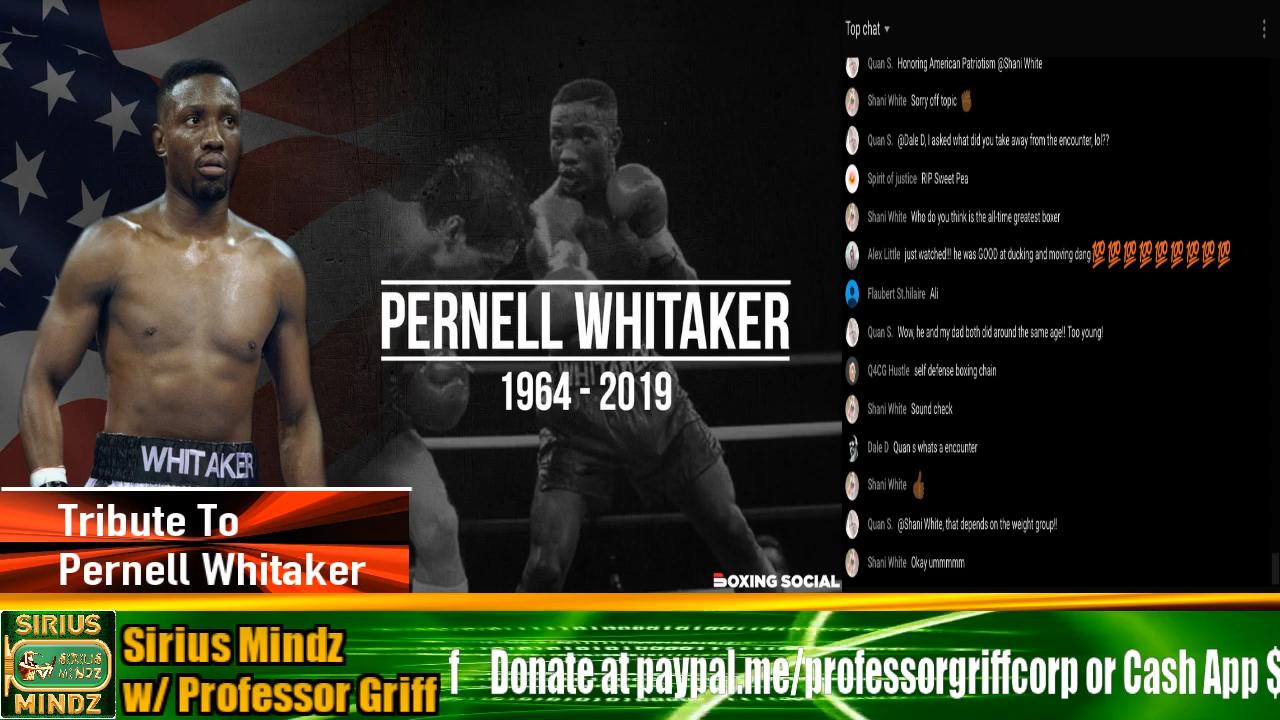 PERNELL WHITAKER
1964 - 2019
WHITAKER
WHITAKER
BOXING SOCIAL
Tribute To
Pernell Whitaker
Top chat
Quan S. Honoring American Patriotism @Shani White
Shani White Sorry off topic ✊🏾
Quan S. @Dale D, I asked what did you take away from the encounter, lol??
Spirit of justice RIP Sweet Pea
Shani White Who do you think is the all-time greatest boxer
Alex Little just watched!! he was GOOD at ducking and moving dang 💯💯💯💯💯💯💯💯💯
Flaubert St.hilaire Ali
Quan S. Wow, he and my dad both did around the same age!! Too young!
Q4CG Hustle self defense boxing chain
Shani White Sound check
Dale D Quan s whats a encounter
Shani White 👍🏾
Quan S. @Shani White, that depends on the weight group!!
Shani White Okay ummmmm
SIRIUS
SIRIUS
MINDZ
MINDZ
Sirius Mindz
w/ Professor Griff
f Donate at paypal.me/professorgriffcorp or Cash App $